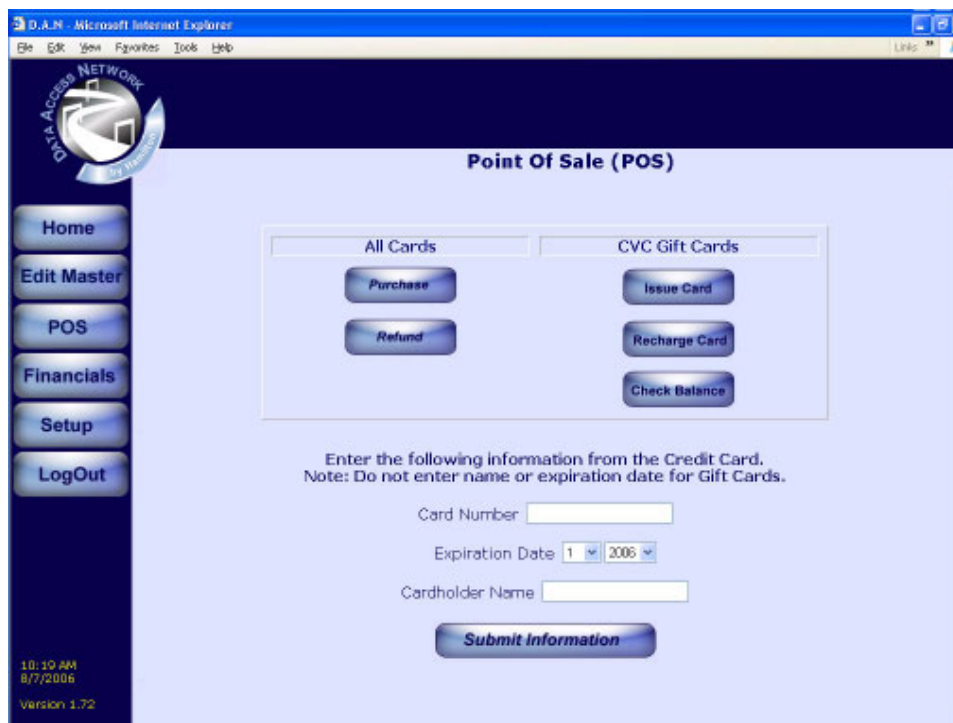 D.A.N - Microsoft Internet Explorer
File Edit View Favorites Tools Help
Links »
DATA ACCESS NETWORK
by Hamilton
Point Of Sale (POS)
Home
Edit Master
POS
Financials
Setup
LogOut
All Cards CVC Gift Cards
Purchase Issue Card
Refund Recharge Card
Check Balance
Enter the following information from the Credit Card.
Note: Do not enter name or expiration date for Gift Cards.
Card Number
Expiration Date 1 2006
Cardholder Name
Submit Information
10:19 AM
8/7/2006
Version 1.72